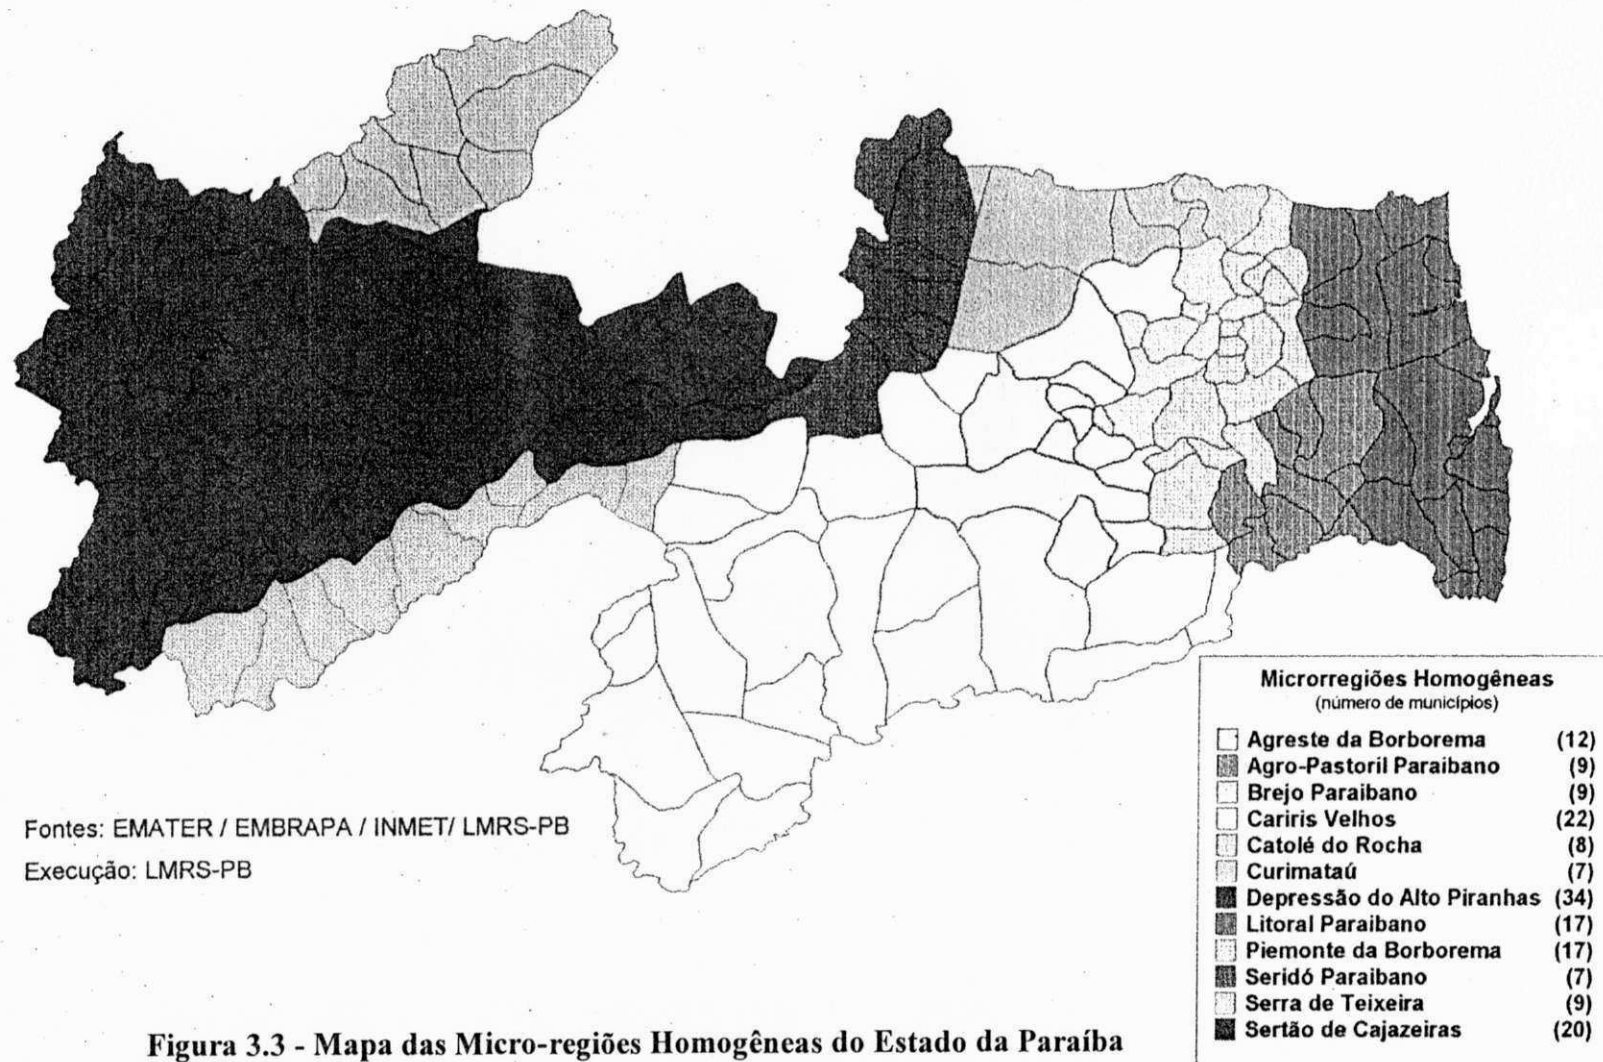 Microrregiões Homogêneas
(número de municípios)
Agreste da Borborema (12)
Agro-Pastoril Paraibano (9)
Brejo Paraibano (9)
Cariris Velhos (22)
Catolé do Rocha (8)
Curimataú (7)
Depressão do Alto Piranhas (34)
Litoral Paraibano (17)
Piemonte da Borborema (17)
Seridó Paraibano (7)
Serra de Teixeira (9)
Sertão de Cajazeiras (20)
Fontes: EMATER / EMBRAPA / INMET/ LMRS-PB
Execução: LMRS-PB
Figura 3.3 - Mapa das Micro-regiões Homogêneas do Estado da Paraíba